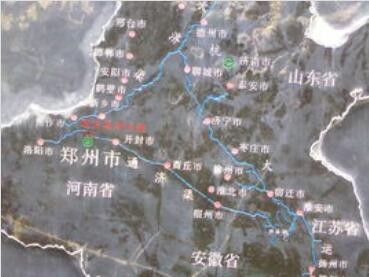 德州市
邢台市
杭
邯郸市
济南市
聊城市
安阳市
山东省
泰安市
鹤壁市
新乡市
济宁市
焦作市
开封市
洛阳市
郑州市
通
枣庄市
大
商丘市
济
徐州市
河南省
渠
淮北市
宿迁市
宿州市
淮安市
江苏省
安徽省
运
扬州市